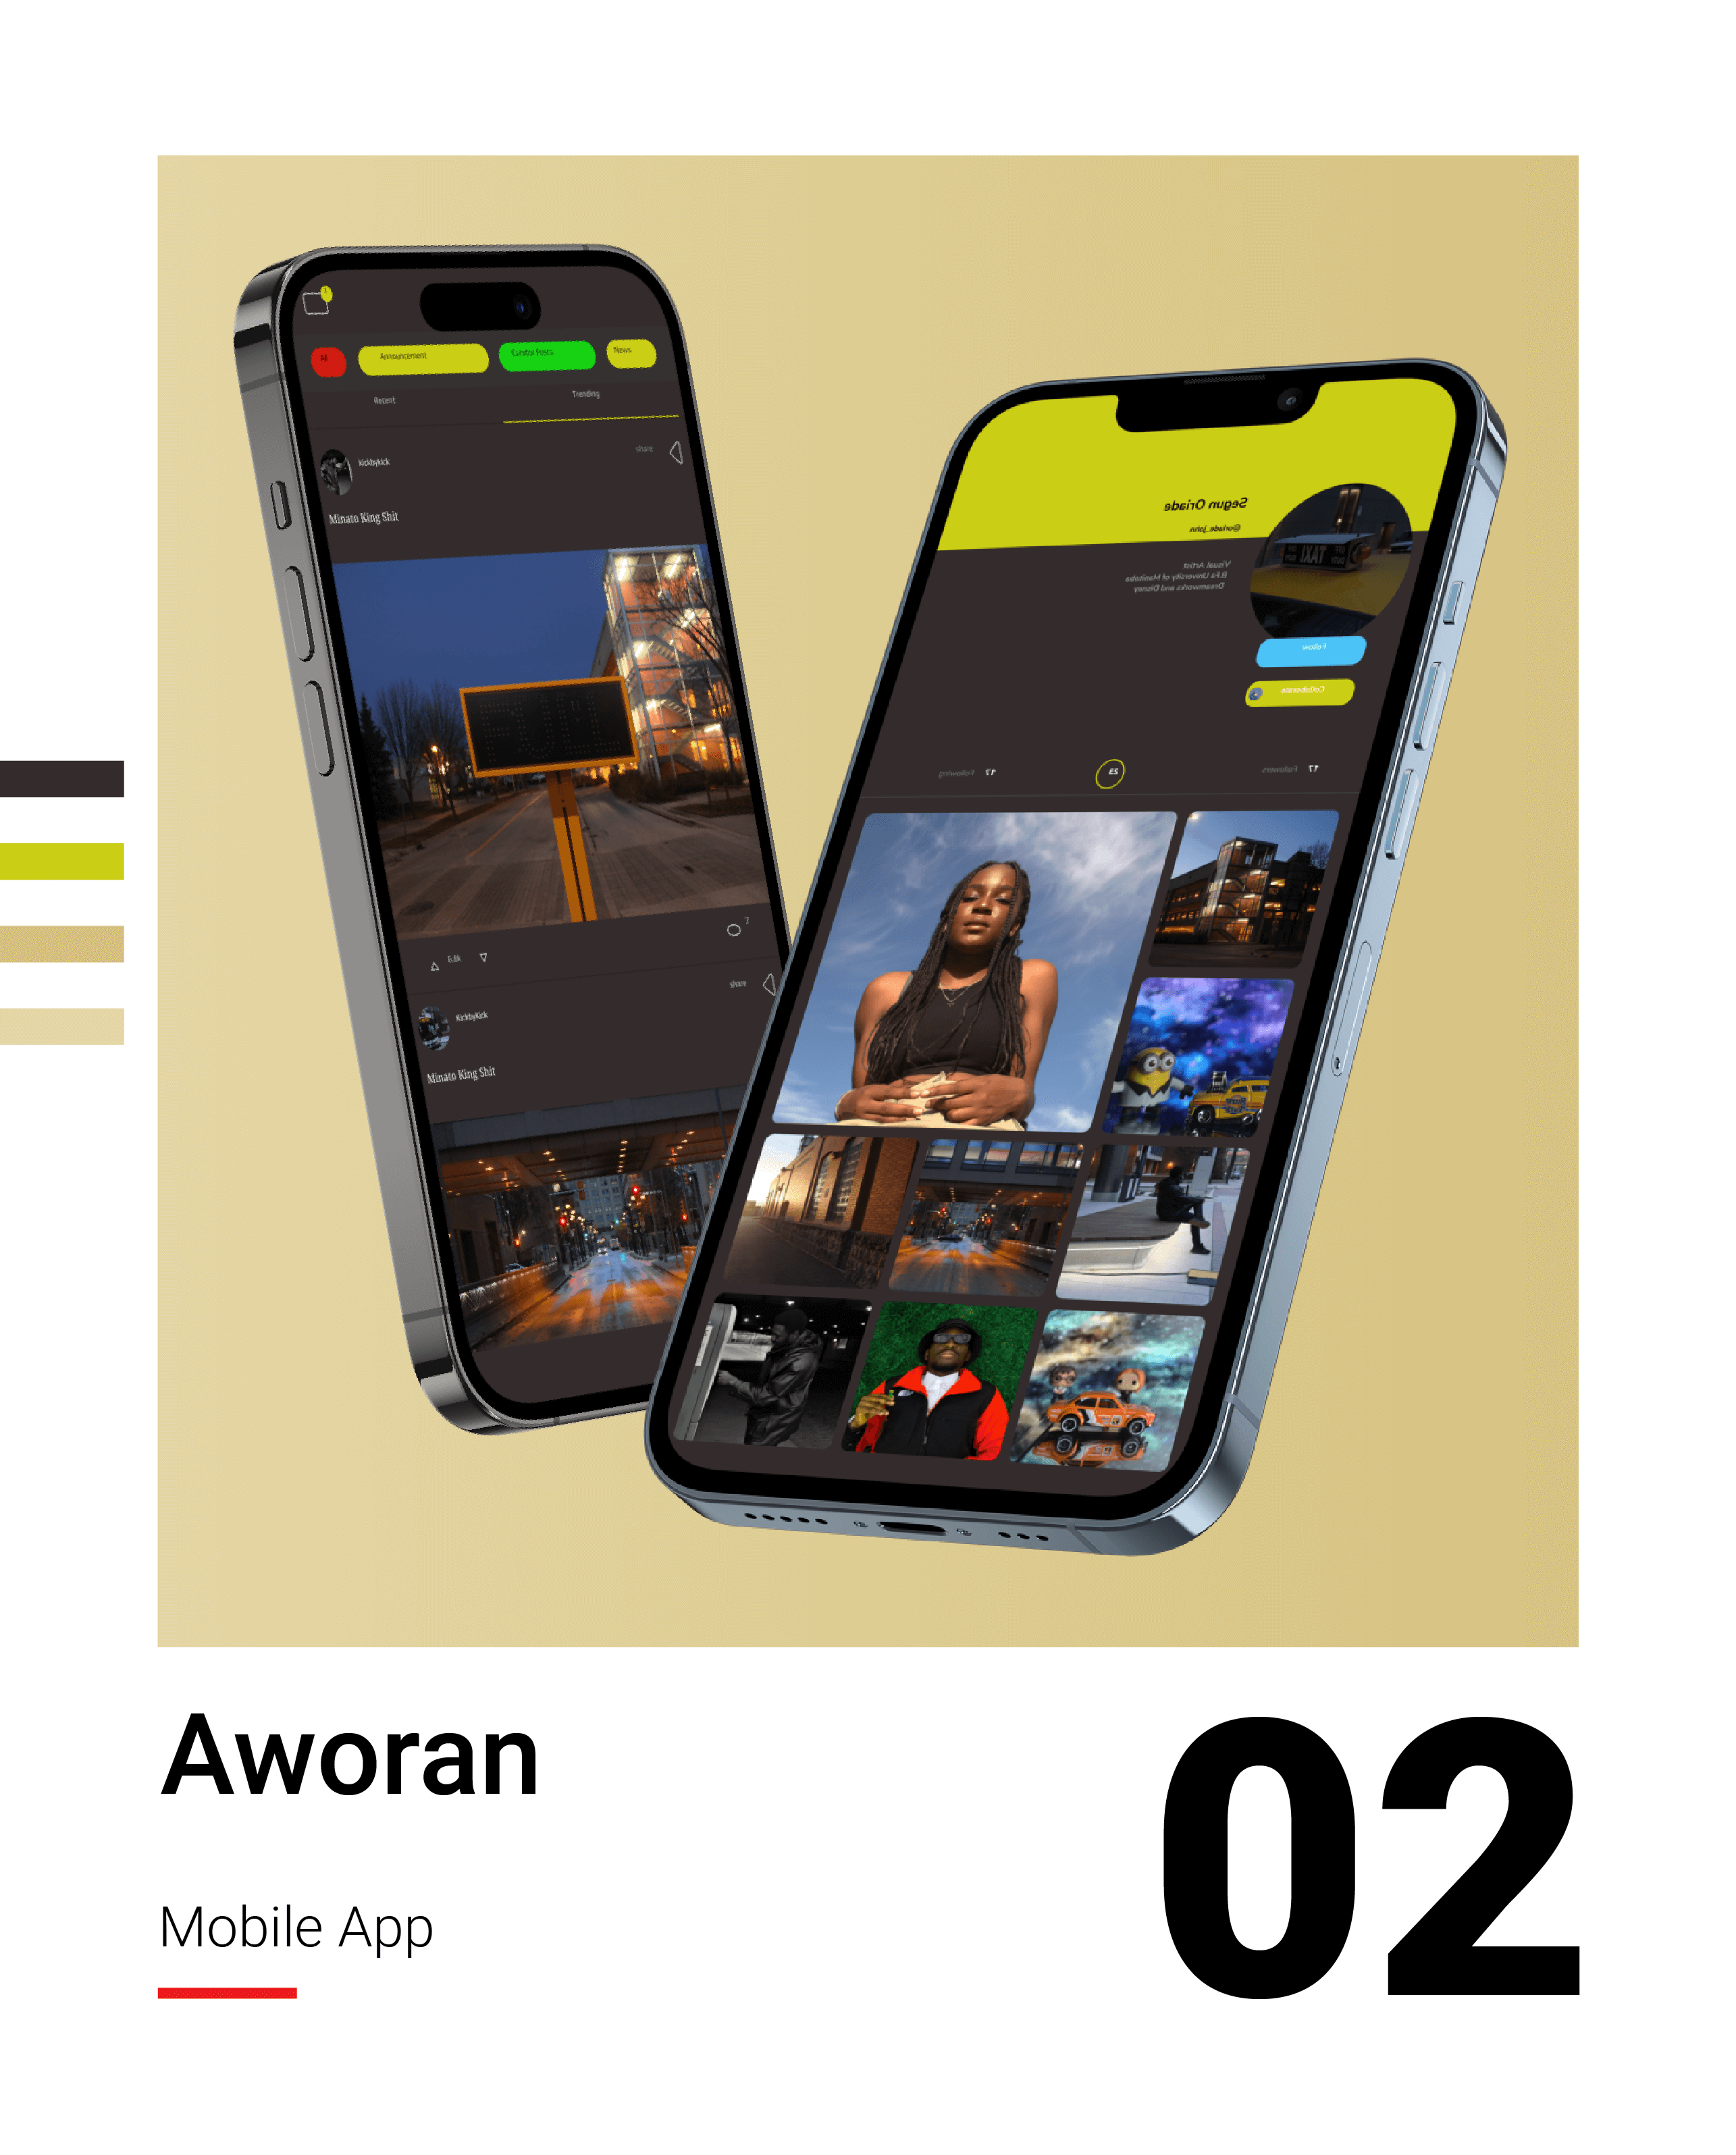 All
Announcement
Curator Posts
News
Recent
Trending
kickbykick
share
Minato King Shit
6.8k
7
KickbyKick
share
Minato King Shit
Segun Oriade
@oriade_john
Visual Artist
B.Fa University of Manitoba
Dreamworks and Disney
TAXI
Follow
Collaborate
17 Followers
23
17 Following
Aworan
02
Mobile App